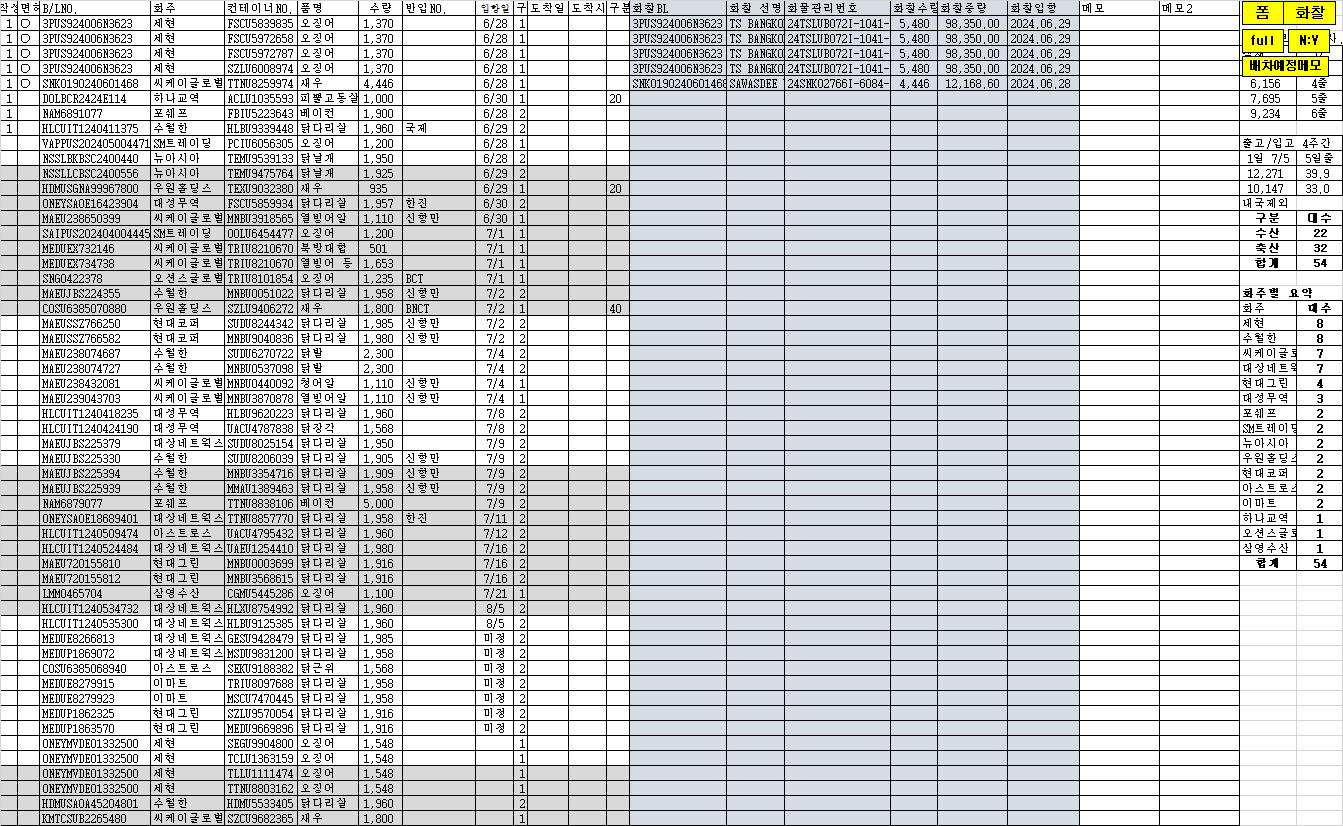 작성 면허 B/LNO. 화주 컨테이너NO. 품명 수량 반입NO. 입항일 구 도착일 도착시 구분 화찰BL 화찰 선명 화물관리번호 화찰수량 화찰중량 화찰입항 메모 메모2 폼 화찰
1 O 3PUS924006N3623 제현 FSCU5839835 오징어 1,370 6/28 1 3PUS924006N3623 TS BANGKO 24TSLUB072I-1041- 5,480 98,350.00 2024.06.29
1 O 3PUS924006N3623 제현 FSCU5972658 오징어 1,370 6/28 1 3PUS924006N3623 TS BANGKO 24TSLUB072I-1041- 5,480 98,350.00 2024.06.29 full N:Y
1 O 3PUS924006N3623 제현 FSCU5972787 오징어 1,370 6/28 1 3PUS924006N3623 TS BANGKO 24TSLUB072I-1041- 5,480 98,350.00 2024.06.29
1 O 3PUS924006N3623 제현 SZLU6008974 오징어 1,370 6/28 1 3PUS924006N3623 TS BANGKO 24TSLUB072I-1041- 5,480 98,350.00 2024.06.29 배차예정메모
1 O SNKO190240601468 씨케이글로벌 TTNU8259974 새우 4,446 6/28 1 SNKO190240601468 SAWASDEE 24SNKO2766I-6084- 4,446 12,168.60 2024.06.28 6,156 4줄
1 DOLBCR2424E114 하나교역 ACLU1035593 피뿔고동살 1,000 6/30 1 20 7,695 5줄
1 NAM6891077 포쉐프 FBIU5223643 베이컨 1,900 6/28 2 9,234 6줄
1 HLCUIT1240411375 수월한 HLBU9339448 닭다리살 1,960 국제 6/29 2
VAPPUS202405004471 SM트레이딩 PCIU6056305 오징어 1,200 6/28 1 출고/입고 4주간
NSSLBKBSC2400440 뉴아시아 TEMU9539133 닭날개 1,950 6/28 2 1일 7/5 5일줄
NSSLLCBSC2400556 뉴아시아 TEMU9475764 닭날개 1,925 6/29 2 12,271 39.9
HDMUSGNA99967800 우원홀딩스 TEXU9032380 새우 935 6/29 1 20 10,147 33.0
ONEYSAOE16423904 대성무역 FSCU5859934 닭다리살 1,957 한진 6/30 2 내국제외
MAEU238650399 씨케이글로벌 MNBU3918565 열빙어알 1,110 신항만 6/30 1 구분 대수
SAIPUS202404004445 SM트레이딩 OOLU6454477 오징어 1,200 7/1 1 수산 22
MEDUEX732146 씨케이글로벌 TRIU8210670 북방대합 501 7/1 1 축산 32
MEDUEX734738 씨케이글로벌 TRIU8210670 열빙어 등 1,653 7/1 1 합계 54
SNGO422378 오션스글로벌 TRIU8101854 오징어 1,235 BCT 7/1 1
MAEUJBS224355 수월한 MNBU0051022 닭다리살 1,958 신항만 7/2 2 화주별 요약
COSU6385070880 우원홀딩스 SZLU9406272 새우 1,800 BNCT 7/2 1 40 화주 대수
MAEUSSZ766250 현대코퍼 SUDU8244342 닭다리살 1,985 신항만 7/2 2 제현 8
MAEUSSZ766582 현대코퍼 MNBU9040836 닭다리살 1,980 신항만 7/2 2 수월한 8
MAEU238074687 수월한 SUDU6270722 닭발 2,300 7/4 2 씨케이글로 7
MAEU238074727 수월한 MNBU0537098 닭발 2,300 7/4 2 대상네트웍 7
MAEU238432081 씨케이글로벌 MNBU0440092 청어알 1,110 신항만 7/4 1 현대그린 4
MAEU239043703 씨케이글로벌 MNBU3870878 열빙어알 1,110 신항만 7/4 1 대성무역 3
HLCUIT1240418235 대성무역 HLBU9620223 닭다리살 1,960 7/8 2 포쉐프 2
HLCUIT1240424190 대성무역 UACU4787838 닭장각 1,568 7/8 2 SM트레이딩 2
MAEUJBS225379 대상네트웍스 SUDU8025154 닭다리살 1,950 7/9 2 뉴아시아 2
MAEUJBS225330 수월한 SUDU8206039 닭다리살 1,905 신항만 7/9 2 우원홀딩스 2
MAEUJBS225394 수월한 MNBU3354716 닭다리살 1,909 신항만 7/9 2 현대코퍼 2
MAEUJBS225939 수월한 MMAU1389463 닭다리살 1,958 신항만 7/9 2 아스트로스 2
NAM6879077 포쉐프 TTNU8838106 베이컨 5,000 7/9 2 이마트 2
ONEYSAOE18689401 대상네트웍스 TTNU8857770 닭다리살 1,958 한진 7/11 2 하나교역 1
HLCUIT1240509474 아스트로스 UACU4795432 닭다리살 1,960 7/12 2 오션스글로 1
HLCUIT1240524484 대상네트웍스 UAEU1254410 닭다리살 1,980 7/16 2 삼영수산 1
MAEU720155810 현대그린 MNBU0003699 닭다리살 1,916 7/16 2 합계 54
MAEU720155812 현대그린 MNBU3568615 닭다리살 1,916 7/16 2
LMM0465704 삼영수산 CGMU5445286 오징어 1,100 7/21 1
HLCUIT1240534732 대상네트웍스 HLXU8754992 닭다리살 1,960 8/5 2
HLCUIT1240535300 대상네트웍스 HLBU9125385 닭다리살 1,960 8/5 2
MEDUE8266813 대상네트웍스 GESU9428479 닭다리살 1,985 미정 2
MEDUP1869072 대상네트웍스 MSDU9831200 닭다리살 1,958 미정 2
COSU6385068940 아스트로스 SEKU9188382 닭근위 1,568 미정 2
MEDUE8279915 이마트 TRIU8097688 닭다리살 1,958 미정 2
MEDUE8279923 이마트 MSCU7470445 닭다리살 1,958 미정 2
MEDUP1862325 현대그린 SZLU9570054 닭다리살 1,916 미정 2
MEDUP1863570 현대그린 MEDU9669896 닭다리살 1,916 미정 2
ONEYMVDE01332500 제현 SEGU9904800 오징어 1,548 1
ONEYMVDE01332500 제현 TCLU1363159 오징어 1,548 1
ONEYMVDE01332500 제현 TLLU1111474 오징어 1,548 1
ONEYMVDE01332500 제현 TTNU8803162 오징어 1,548 1
HDMUSAOA45204801 수월한 HDMU5533405 닭다리살 1,960 2
KMTCSUB2265480 씨케이글로벌 SZCU9682365 새우 1,800 1